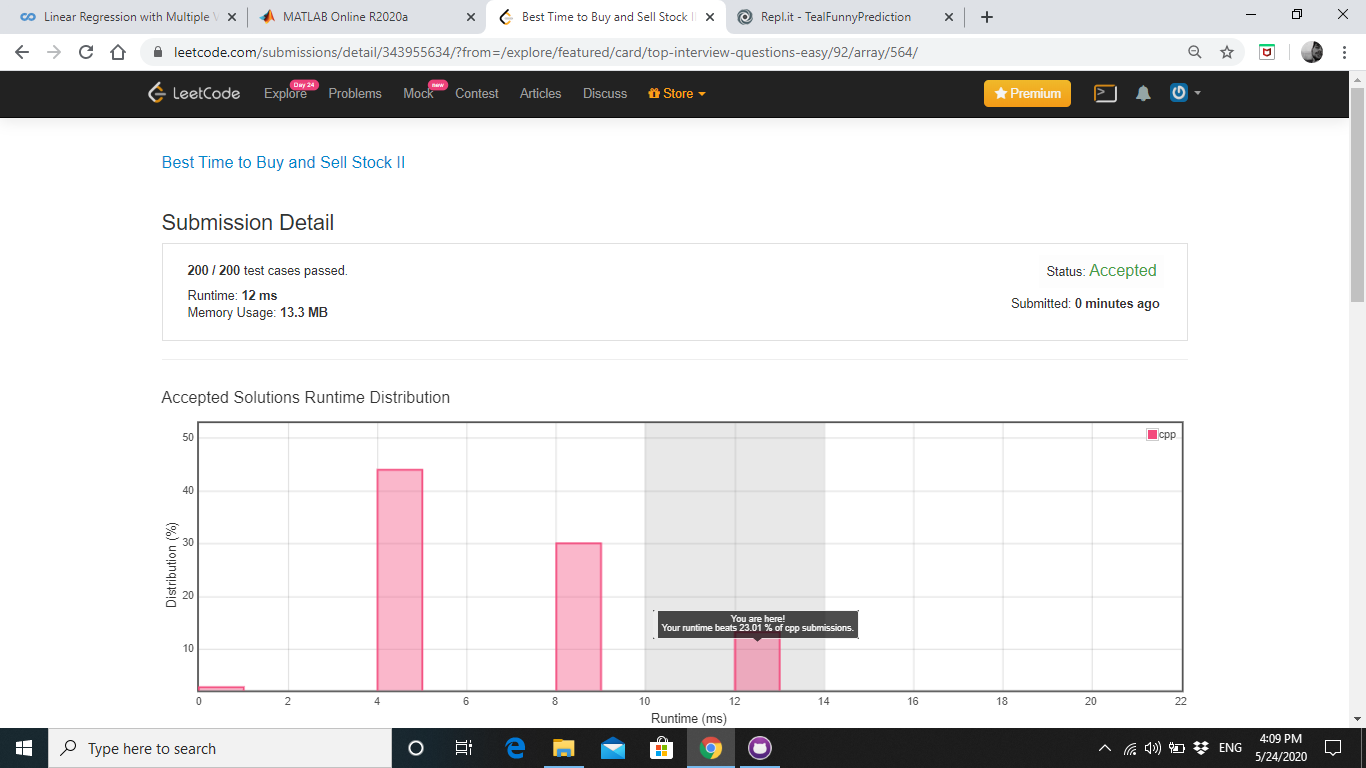 Linear Regression with Multiple V
MATLAB Online R2020a
Best Time to Buy and Sell Stock II
Repl.it - TealFunnyPrediction
leetcode.com/submissions/detail/343955634/?from=/explore/featured/card/top-interview-questions-easy/92/array/564/
LeetCode
Explore Day 24
Problems
Mock new
Contest
Articles
Discuss
Store
Premium
Best Time to Buy and Sell Stock II
Submission Detail
200 / 200 test cases passed.
Status: Accepted
Runtime: 12 ms
Submitted: 0 minutes ago
Memory Usage: 13.3 MB
Accepted Solutions Runtime Distribution
cpp
50
40
30
20
10
Distribution (%)
You are here!
Your runtime beats 23.01 % of cpp submissions.
0 2 4 6 8 10 12 14 16 18 20 22
Runtime (ms)
Type here to search
ENG
4:09 PM
5/24/2020